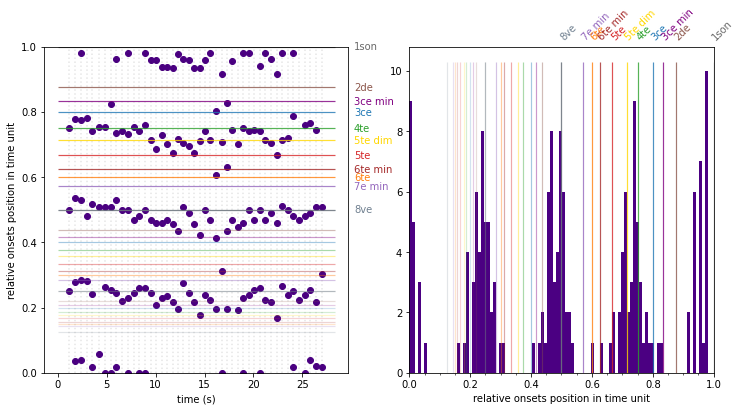 1son
2de
3ce min
3ce
4te
5te dim
5te
6te min
6te
7e min
8ve
1.0
0.8
0.6
0.4
0.2
0.0
relative onsets position in time unit
0 5 10 15 20 25
time (s)
8ve 7e min 6te 6te min 5te 5te dim 4te 3ce 3ce min 2de 1son
10
8
6
4
2
0
0.0 0.2 0.4 0.6 0.8 1.0
relative onsets position in time unit